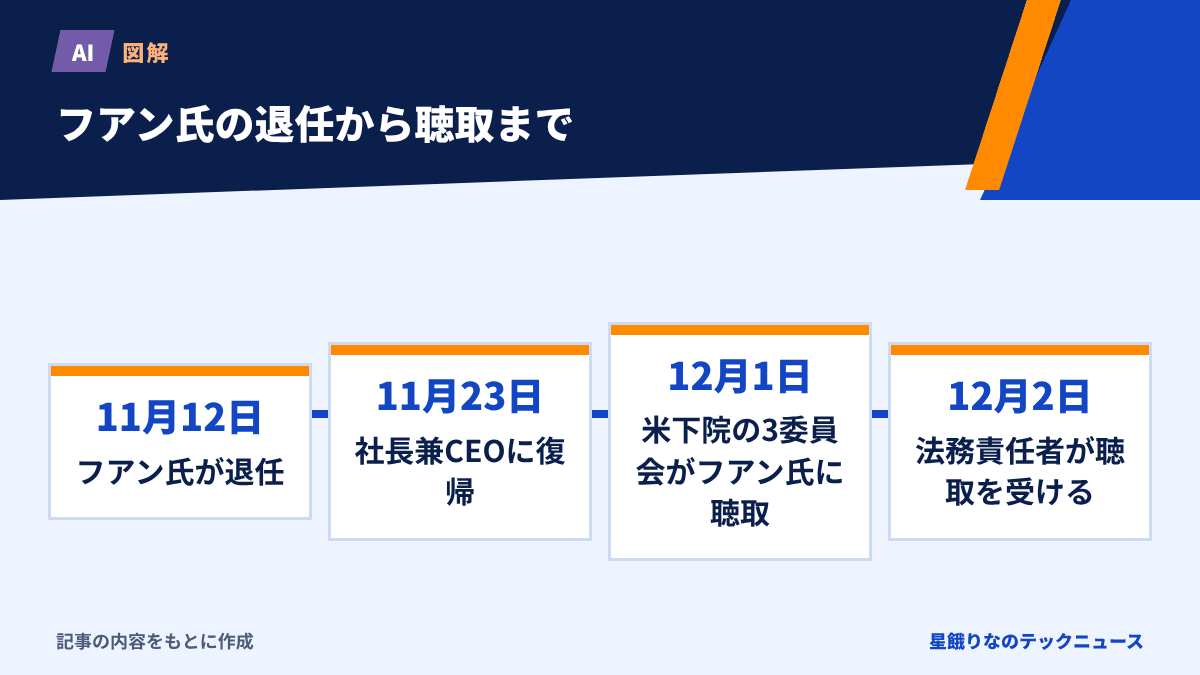 AI 図解
フアン氏の退任から聴取まで
11月12日
フアン氏が退任
11月23日
社長兼CEOに復
帰
12月1日
米下院の3委員
会がフアン氏に
聴取
12月2日
法務責任者が聴
取を受ける
記事の内容をもとに作成
星餓りなのテックニュース